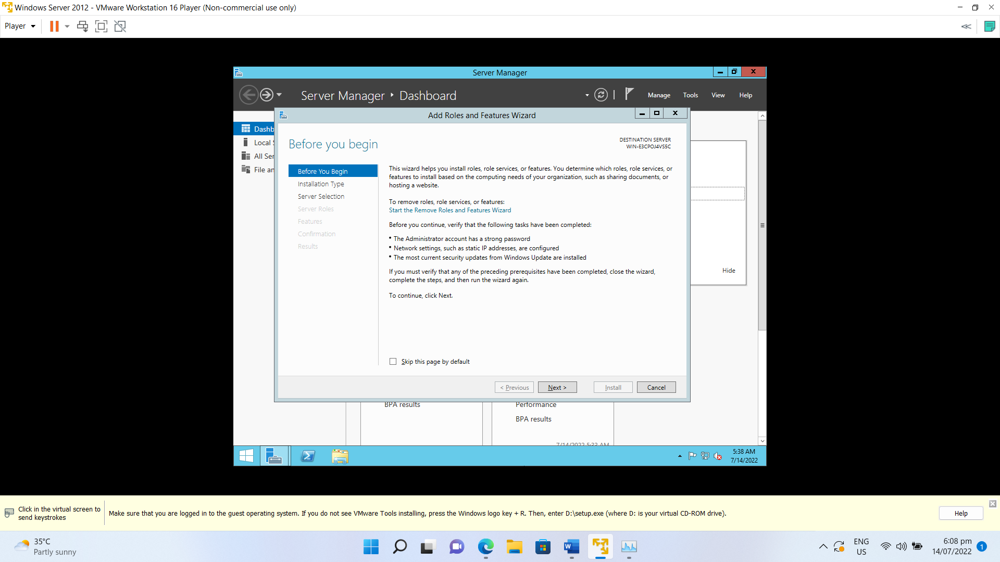 Windows Server 2012 - VMware Workstation 16 Player (Non-commercial use only)
Player
Server Manager
Server Manager
Dashboard
Manage
Tools
View
Help
Add Roles and Features Wizard
Dashb
Local S
All Ser
File an
Before you begin
DESTINATION SERVER
WIN-E3CPOJ4VS5C
Before You Begin
Installation Type
Server Selection
Server Roles
Features
Confirmation
Results
This wizard helps you install roles, role services, or features. You determine which roles, role services, or
features to install based on the computing needs of your organization, such as sharing documents, or
hosting a website.
To remove roles, role services, or features:
Start the Remove Roles and Features Wizard
Before you continue, verify that the following tasks have been completed:
• The Administrator account has a strong password
• Network settings, such as static IP addresses, are configured
• The most current security updates from Windows Update are installed
If you must verify that any of the preceding prerequisites have been completed, close the wizard,
complete the steps, and then run the wizard again.
To continue, click Next.
Skip this page by default
< Previous
Next >
Install
Cancel
Hide
BPA results
Performance
BPA results
7/14/2022 5:33 AM
5:38 AM
7/14/2022
Click in the virtual screen to
send keystrokes
Make sure that you are logged in to the guest operating system. If you do not see VMware Tools installing, press the Windows logo key + R. Then, enter D:\setup.exe (where D: is your virtual CD-ROM drive).
Help
35°C
Partly sunny
ENG
US
6:08 pm
14/07/2022
1